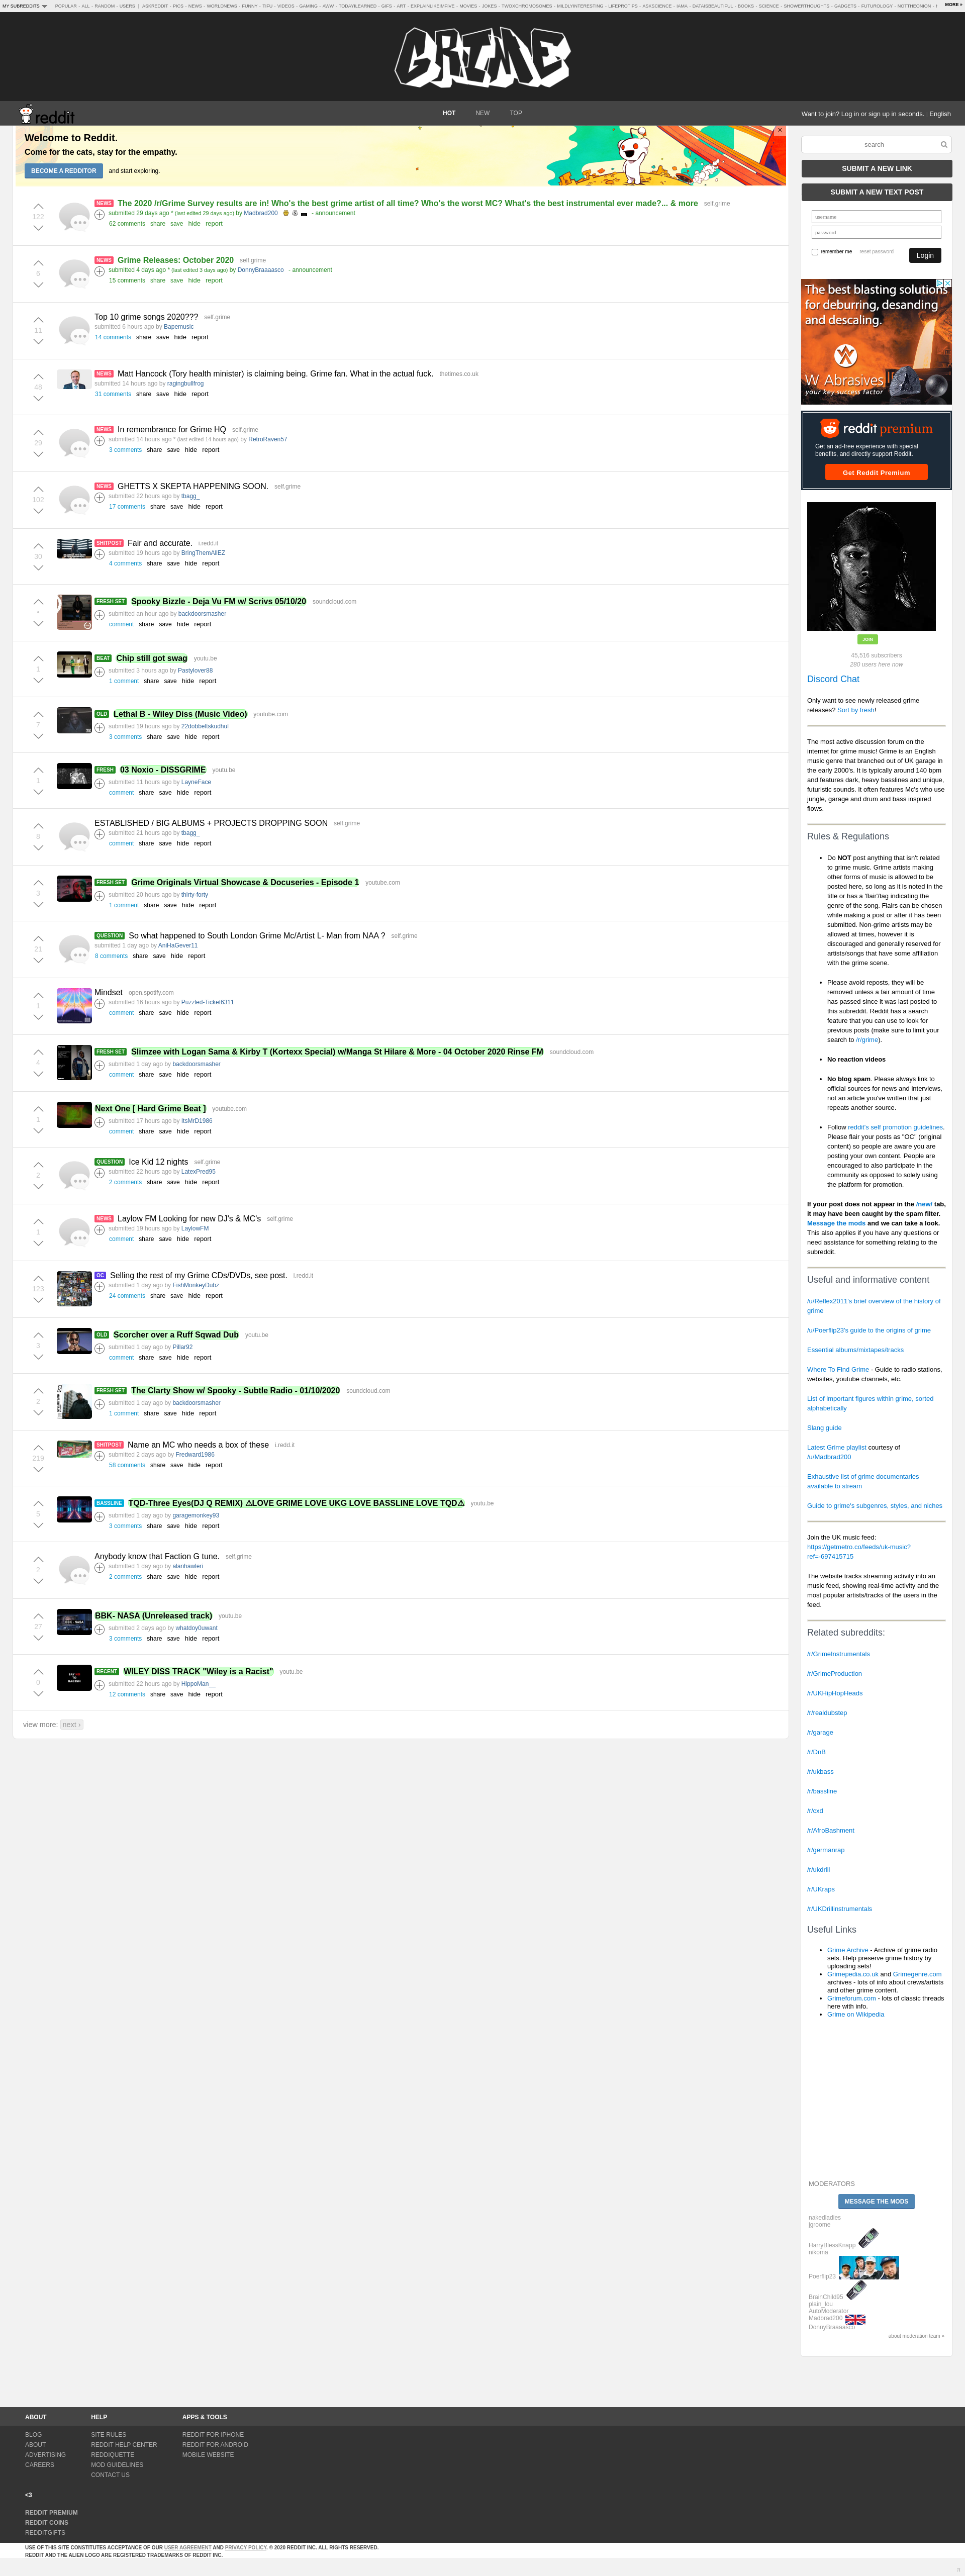 MY SUBREDDITS POPULAR - ALL - RANDOM - USERS | ASKREDDIT - PICS - NEWS - WORLDNEWS - FUNNY - TIFU - VIDEOS - GAMING - AWW - TODAYILEARNED - GIFS - ART - EXPLAINLIKEIMFIVE - MOVIES - JOKES - TWOXCHROMOSOMES - MILDLYINTERESTING - LIFEPROTIPS - ASKSCIENCE - IAMA - DATAISBEAUTIFUL - BOOKS - SCIENCE - SHOWERTHOUGHTS - GADGETS - FUTUROLOGY - NOTTHEONION MORE »
GRIME
reddit HOT NEW TOP
Want to join? Log in or sign up in seconds. | English
Welcome to Reddit.
Come for the cats, stay for the empathy.
BECOME A REDDITOR and start exploring.
122
NEWS The 2020 /r/Grime Survey results are in! Who's the best grime artist of all time? Who's the worst MC? What's the best instrumental ever made?... & more self.grime
submitted 29 days ago * (last edited 29 days ago) by Madbrad200 - announcement
62 comments share save hide report
6
NEWS Grime Releases: October 2020 self.grime
submitted 4 days ago * (last edited 3 days ago) by DonnyBraaaasco - announcement
15 comments share save hide report
11
Top 10 grime songs 2020??? self.grime
submitted 6 hours ago by Bapemusic
14 comments share save hide report
48
NEWS Matt Hancock (Tory health minister) is claiming being. Grime fan. What in the actual fuck. thetimes.co.uk
submitted 14 hours ago by ragingbullfrog
31 comments share save hide report
29
NEWS In remembrance for Grime HQ self.grime
submitted 14 hours ago * (last edited 14 hours ago) by RetroRaven57
3 comments share save hide report
102
NEWS GHETTS X SKEPTA HAPPENING SOON. self.grime
submitted 22 hours ago by tbagg_
17 comments share save hide report
30
SHITPOST Fair and accurate. i.redd.it
submitted 19 hours ago by BringThemAllEZ
4 comments share save hide report
•
FRESH SET Spooky Bizzle - Deja Vu FM w/ Scrivs 05/10/20 soundcloud.com
submitted an hour ago by backdoorsmasher
comment share save hide report
1
BEAT Chip still got swag youtu.be
submitted 3 hours ago by Pastylover88
1 comment share save hide report
7
OLD Lethal B - Wiley Diss (Music Video) youtube.com
submitted 19 hours ago by 22dobbeltskudhul
3 comments share save hide report
1
FRESH 03 Noxio - DISSGRIME youtu.be
submitted 11 hours ago by LayneFace
comment share save hide report
8
ESTABLISHED / BIG ALBUMS + PROJECTS DROPPING SOON self.grime
submitted 21 hours ago by tbagg_
comment share save hide report
3
FRESH SET Grime Originals Virtual Showcase & Docuseries - Episode 1 youtube.com
submitted 20 hours ago by thirty-forty
1 comment share save hide report
21
QUESTION So what happened to South London Grime Mc/Artist L- Man from NAA ? self.grime
submitted 1 day ago by AniHaGever11
8 comments share save hide report
1
Mindset open.spotify.com
submitted 16 hours ago by Puzzled-Ticket6311
comment share save hide report
4
FRESH SET Slimzee with Logan Sama & Kirby T (Kortexx Special) w/Manga St Hilare & More - 04 October 2020 Rinse FM soundcloud.com
submitted 1 day ago by backdoorsmasher
comment share save hide report
1
Next One [ Hard Grime Beat ] youtube.com
submitted 17 hours ago by ItsMrD1986
comment share save hide report
2
QUESTION Ice Kid 12 nights self.grime
submitted 22 hours ago by LatexPred95
2 comments share save hide report
1
NEWS Laylow FM Looking for new DJ's & MC's self.grime
submitted 19 hours ago by LaylowFM
comment share save hide report
123
OC Selling the rest of my Grime CDs/DVDs, see post. i.redd.it
submitted 1 day ago by FishMonkeyDubz
24 comments share save hide report
3
OLD Scorcher over a Ruff Sqwad Dub youtu.be
submitted 1 day ago by Pillar92
comment share save hide report
2
FRESH SET The Clarty Show w/ Spooky - Subtle Radio - 01/10/2020 soundcloud.com
submitted 1 day ago by backdoorsmasher
1 comment share save hide report
219
SHITPOST Name an MC who needs a box of these i.redd.it
submitted 2 days ago by Fredward1986
58 comments share save hide report
5
BASSLINE TQD-Three Eyes(DJ Q REMIX) ⚠LOVE GRIME LOVE UKG LOVE BASSLINE LOVE TQD⚠ youtu.be
submitted 1 day ago by garagemonkey93
3 comments share save hide report
2
Anybody know that Faction G tune. self.grime
submitted 1 day ago by alanhawleri
2 comments share save hide report
27
BBK- NASA (Unreleased track) youtu.be
submitted 2 days ago by whatdoy0uwant
3 comments share save hide report
0
RECENT WILEY DISS TRACK "Wiley is a Racist" youtu.be
submitted 22 hours ago by HippoMan__
12 comments share save hide report
view more: next ›
search
SUBMIT A NEW LINK
SUBMIT A NEW TEXT POST
username
password
remember me reset password Login
The best blasting solutions
for deburring, desanding
and descaling.
W Abrasives
key your success factor
reddit premium
Get an ad-free experience with special
benefits, and directly support Reddit.
Get Reddit Premium
JOIN
45,516 subscribers
280 users here now
Discord Chat
Only want to see newly released grime
releases? Sort by fresh!
The most active discussion forum on the
internet for grime music! Grime is an English
music genre that branched out of UK garage in
the early 2000's. It is typically around 140 bpm
and features dark, heavy basslines and unique,
futuristic sounds. It often features Mc's who use
jungle, garage and drum and bass inspired
flows.
Rules & Regulations
Do NOT post anything that isn't related
to grime music. Grime artists making
other forms of music is allowed to be
posted here, so long as it is noted in the
title or has a 'flair'/tag indicating the
genre of the song. Flairs can be chosen
while making a post or after it has been
submitted. Non-grime artists may be
allowed at times, however it is
discouraged and generally reserved for
artists/songs that have some affiliation
with the grime scene.
Please avoid reposts, they will be
removed unless a fair amount of time
has passed since it was last posted to
this subreddit. Reddit has a search
feature that you can use to look for
previous posts (make sure to limit your
search to /r/grime).
No reaction videos
No blog spam. Please always link to
official sources for news and interviews,
not an article you've written that just
repeats another source.
Follow reddit's self promotion guidelines.
Please flair your posts as "OC" (original
content) so people are aware you are
posting your own content. People are
encouraged to also participate in the
community as opposed to solely using
the platform for promotion.
If your post does not appear in the /new/ tab,
it may have been caught by the spam filter.
Message the mods and we can take a look.
This also applies if you have any questions or
need assistance for something relating to the
subreddit.
Useful and informative content
/u/Reflex2011's brief overview of the history of
grime
/u/Poerflip23's guide to the origins of grime
Essential albums/mixtapes/tracks
Where To Find Grime - Guide to radio stations,
websites, youtube channels, etc.
List of important figures within grime, sorted
alphabetically
Slang guide
Latest Grime playlist courtesy of
/u/Madbrad200
Exhaustive list of grime documentaries
available to stream
Guide to grime's subgenres, styles, and niches
Join the UK music feed:
https://getmetro.co/feeds/uk-music?
ref=-697415715
The website tracks streaming activity into an
music feed, showing real-time activity and the
most popular artists/tracks of the users in the
feed.
Related subreddits:
/r/GrimeInstrumentals
/r/GrimeProduction
/r/UKHipHopHeads
/r/realdubstep
/r/garage
/r/DnB
/r/ukbass
/r/bassline
/r/cxd
/r/AfroBashment
/r/germanrap
/r/ukdrill
/r/UKraps
/r/UKDrillinstrumentals
Useful Links
Grime Archive - Archive of grime radio
sets. Help preserve grime history by
uploading sets!
Grimepedia.co.uk and Grimegenre.com
archives - lots of info about crews/artists
and other grime content.
Grimeforum.com - lots of classic threads
here with info.
Grime on Wikipedia
MODERATORS
MESSAGE THE MODS
nakedladies
jgroome
HarryBlessKnapp
nikorna
Poerflip23
BrainChild95
plain_lou
AutoModerator
Madbrad200
DonnyBraaaasco
about moderation team »
ABOUT
BLOG
ABOUT
ADVERTISING
CAREERS
HELP
SITE RULES
REDDIT HELP CENTER
REDDIQUETTE
MOD GUIDELINES
CONTACT US
APPS & TOOLS
REDDIT FOR IPHONE
REDDIT FOR ANDROID
MOBILE WEBSITE
<3
REDDIT PREMIUM
REDDIT COINS
REDDITGIFTS
USE OF THIS SITE CONSTITUTES ACCEPTANCE OF OUR USER AGREEMENT AND PRIVACY POLICY. © 2020 REDDIT INC. ALL RIGHTS RESERVED.
REDDIT AND THE ALIEN LOGO ARE REGISTERED TRADEMARKS OF REDDIT INC.